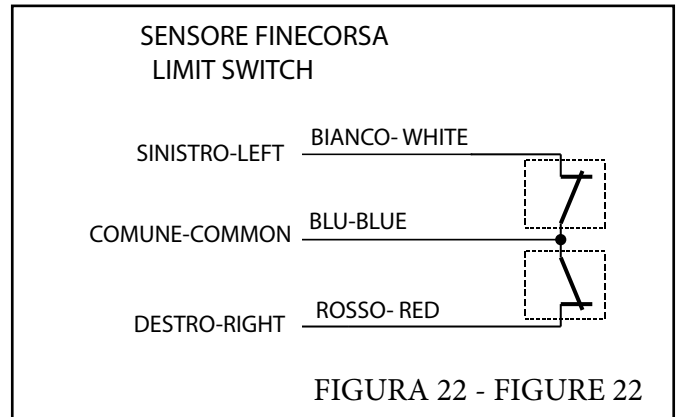 SENSORE FINECORSA
LIMIT SWITCH
SINISTRO-LEFT BIANCO- WHITE
COMUNE-COMMON BLU-BLUE
DESTRO-RIGHT ROSSO- RED
FIGURA 22 - FIGURE 22